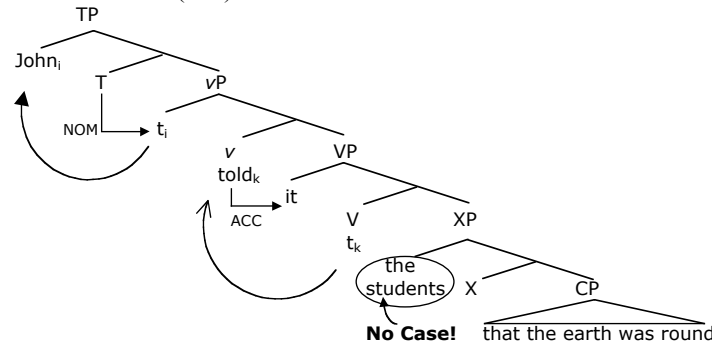 TP
John i
T
vP
NOM
t i
v
VP
told k
it
ACC
V
XP
t k
the
students
X
CP
No Case!
that the earth was round